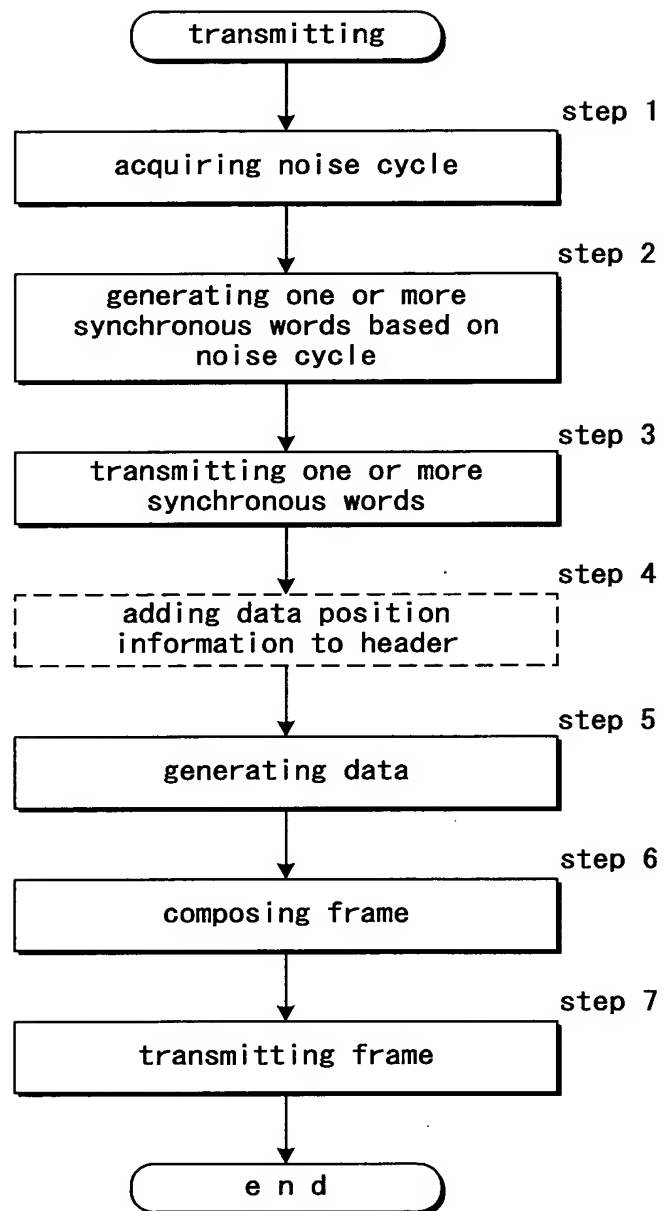 transmitting
step 1
acquiring noise cycle
step 2
generating one or more
synchronous words based on
noise cycle
step 3
transmitting one or more
synchronous words
step 4
adding data position
information to header
step 5
generating data
step 6
composing frame
step 7
transmitting frame
end